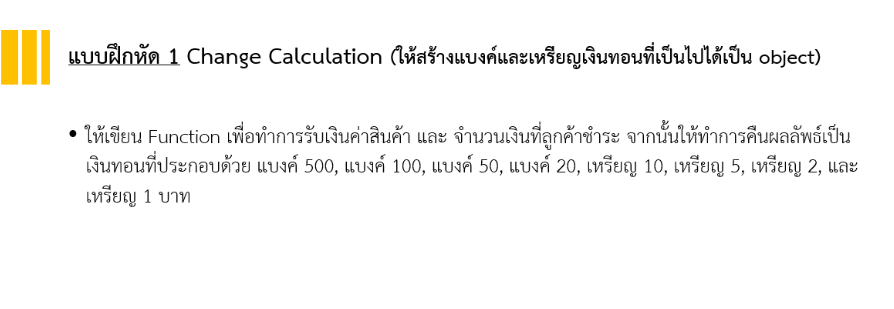 แบบฝึกหัด 1 Change Calculation (ให้สร้างแบงค์และเหรียญเงินทอนที่เป็นไปได้เป็น object)
• ให้เขียน Function เพื่อทำการรับเงินค่าสินค้า และ จำนวนเงินที่ลูกค้าชำระ จากนั้นให้ทำการคืนผลลัพธ์เป็น
เงินทอนที่ประกอบด้วย แบงค์ 500, แบงค์ 100, แบงค์ 50, แบงค์ 20, เหรียญ 10, เหรียญ 5, เหรียญ 2, และ
เหรียญ 1 บาท